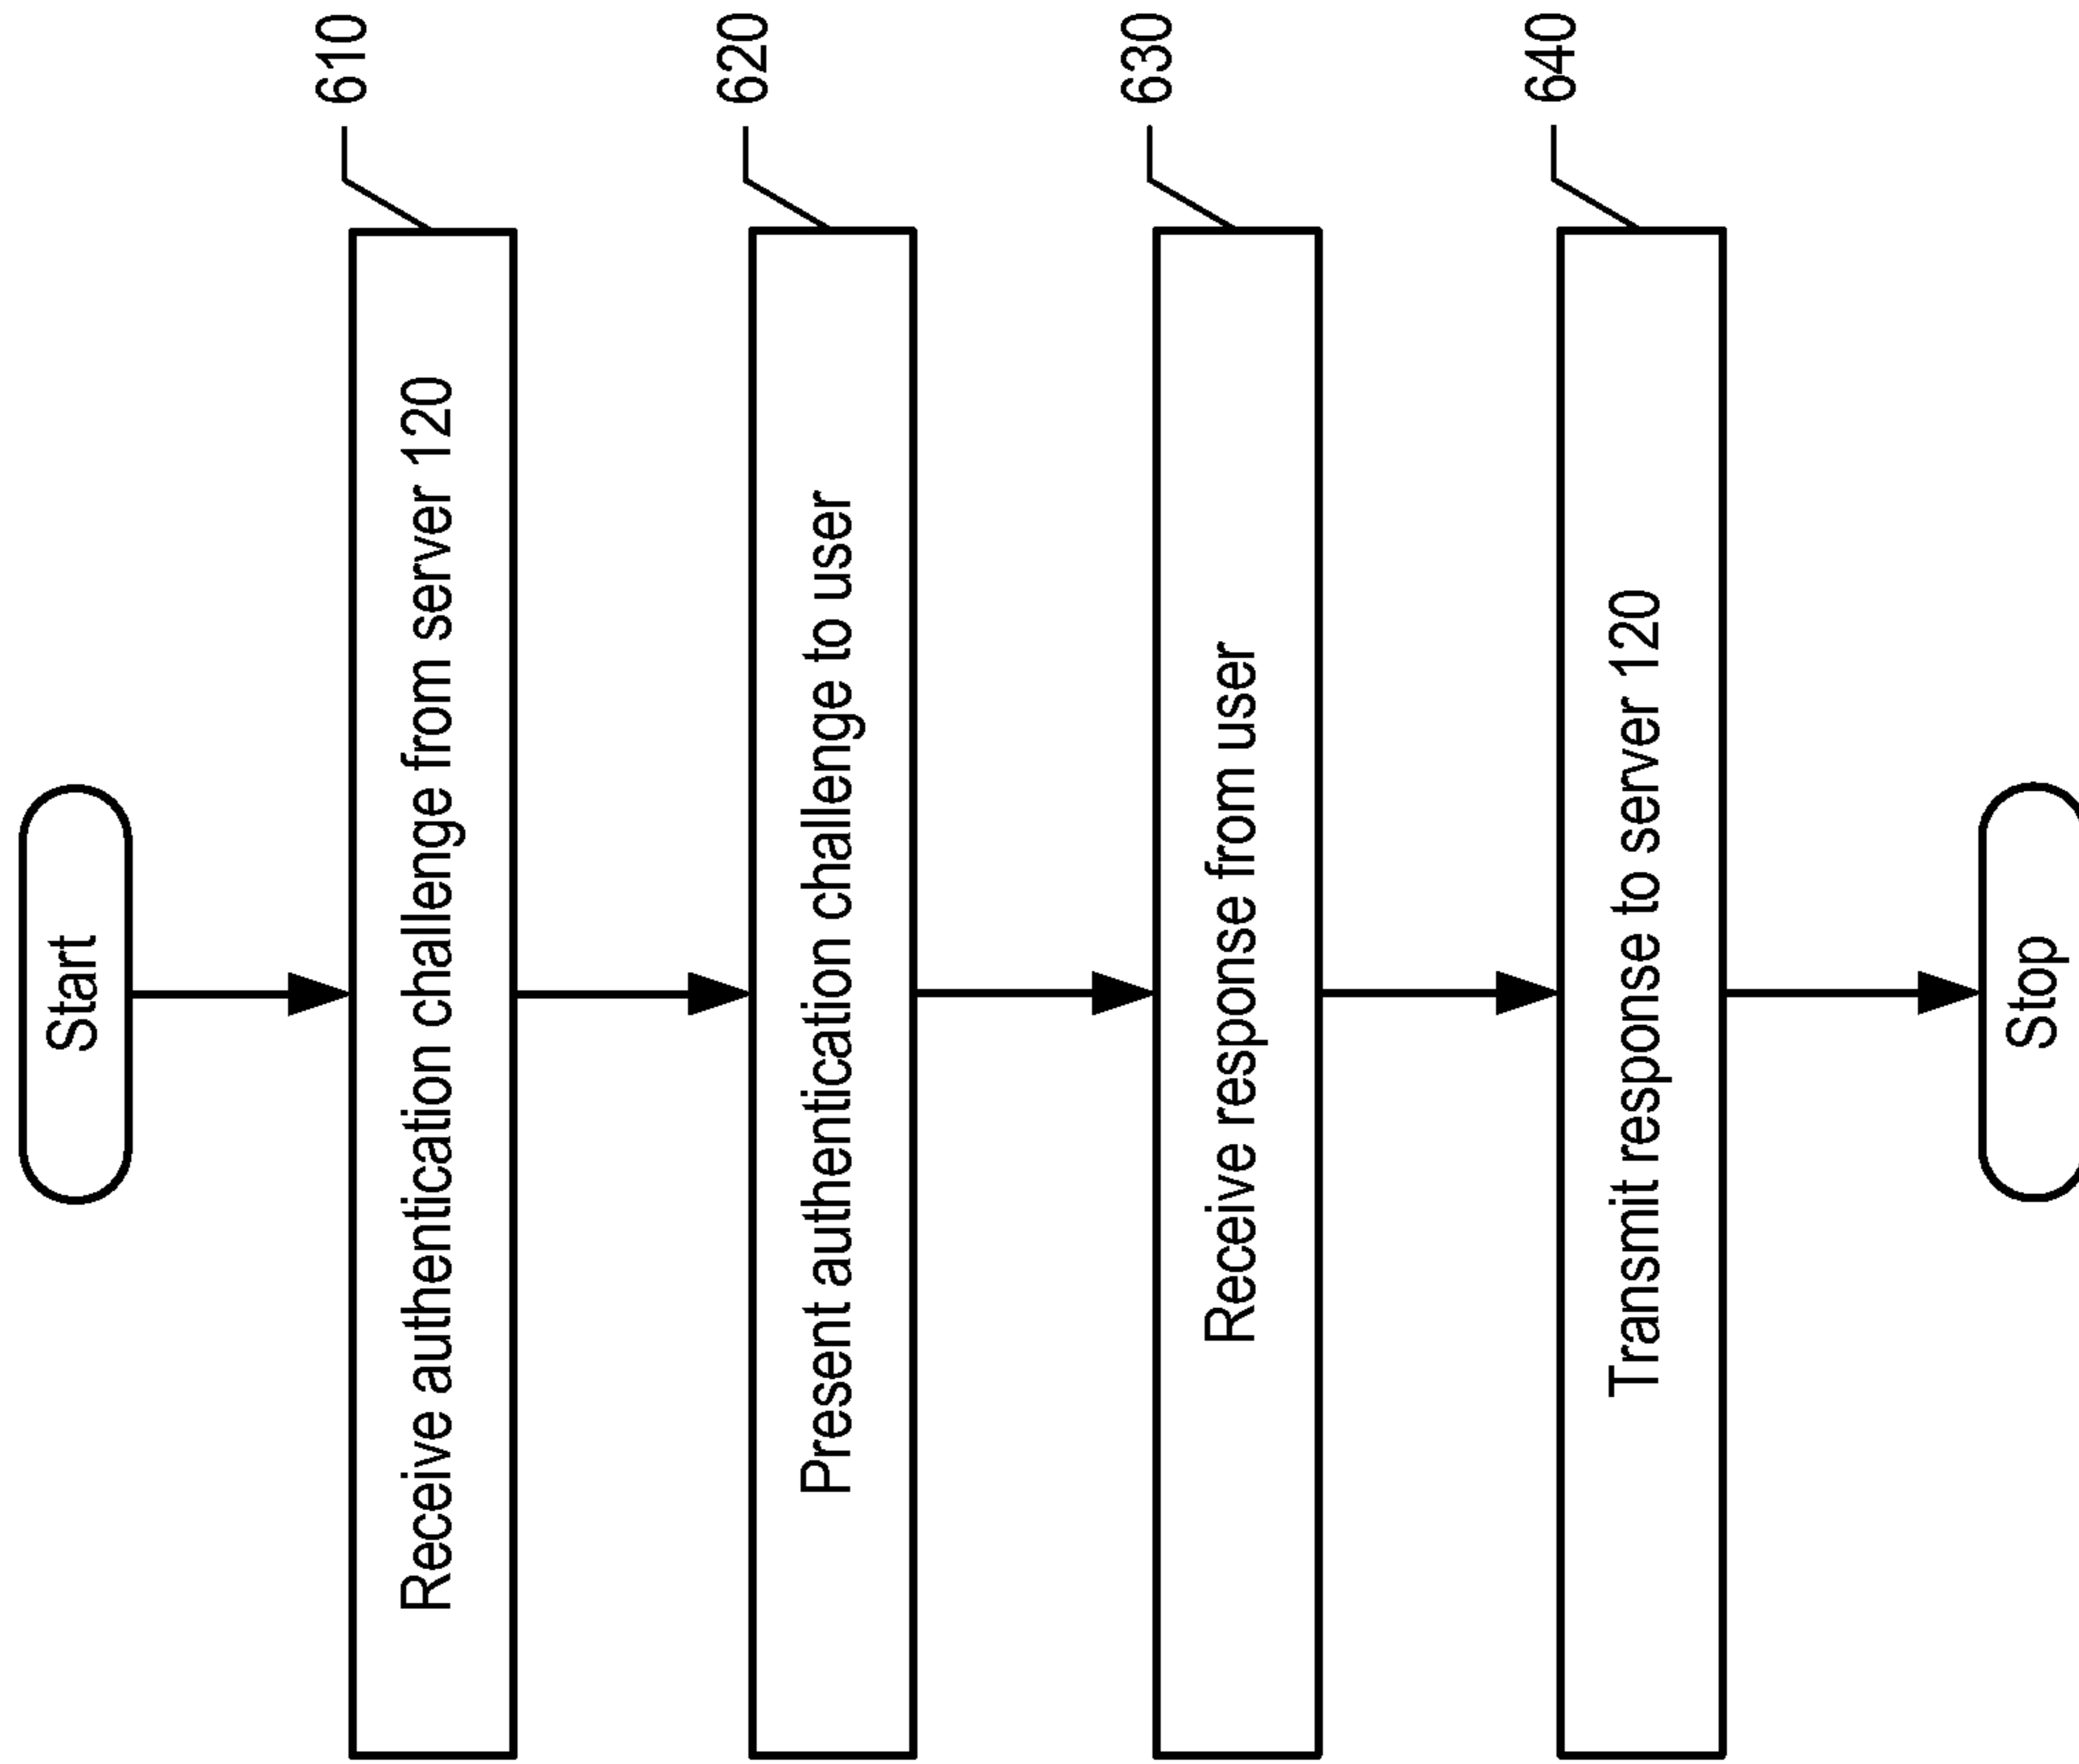 Start
Receive authentication challenge from server 120
610
Present authentication challenge to user
620
Receive response from user
630
Transmit response to server 120
640
Stop